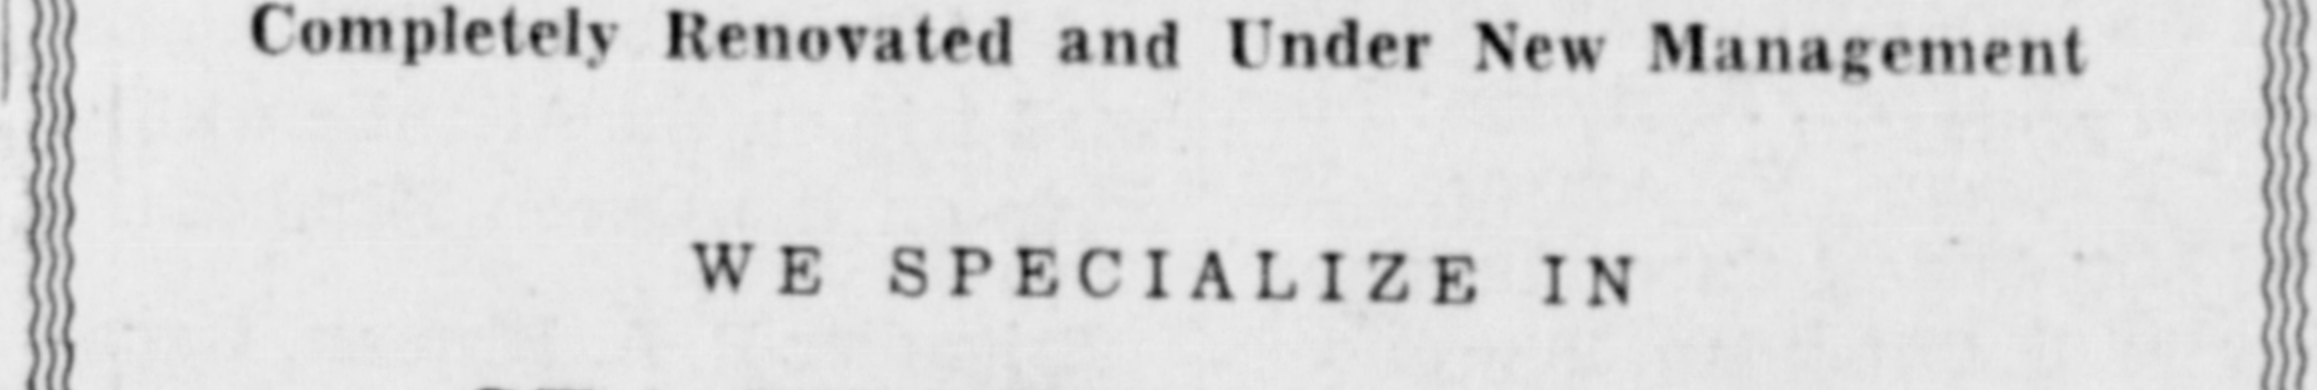 Completely Renovated and Under New Management
WE SPECIALIZE IN